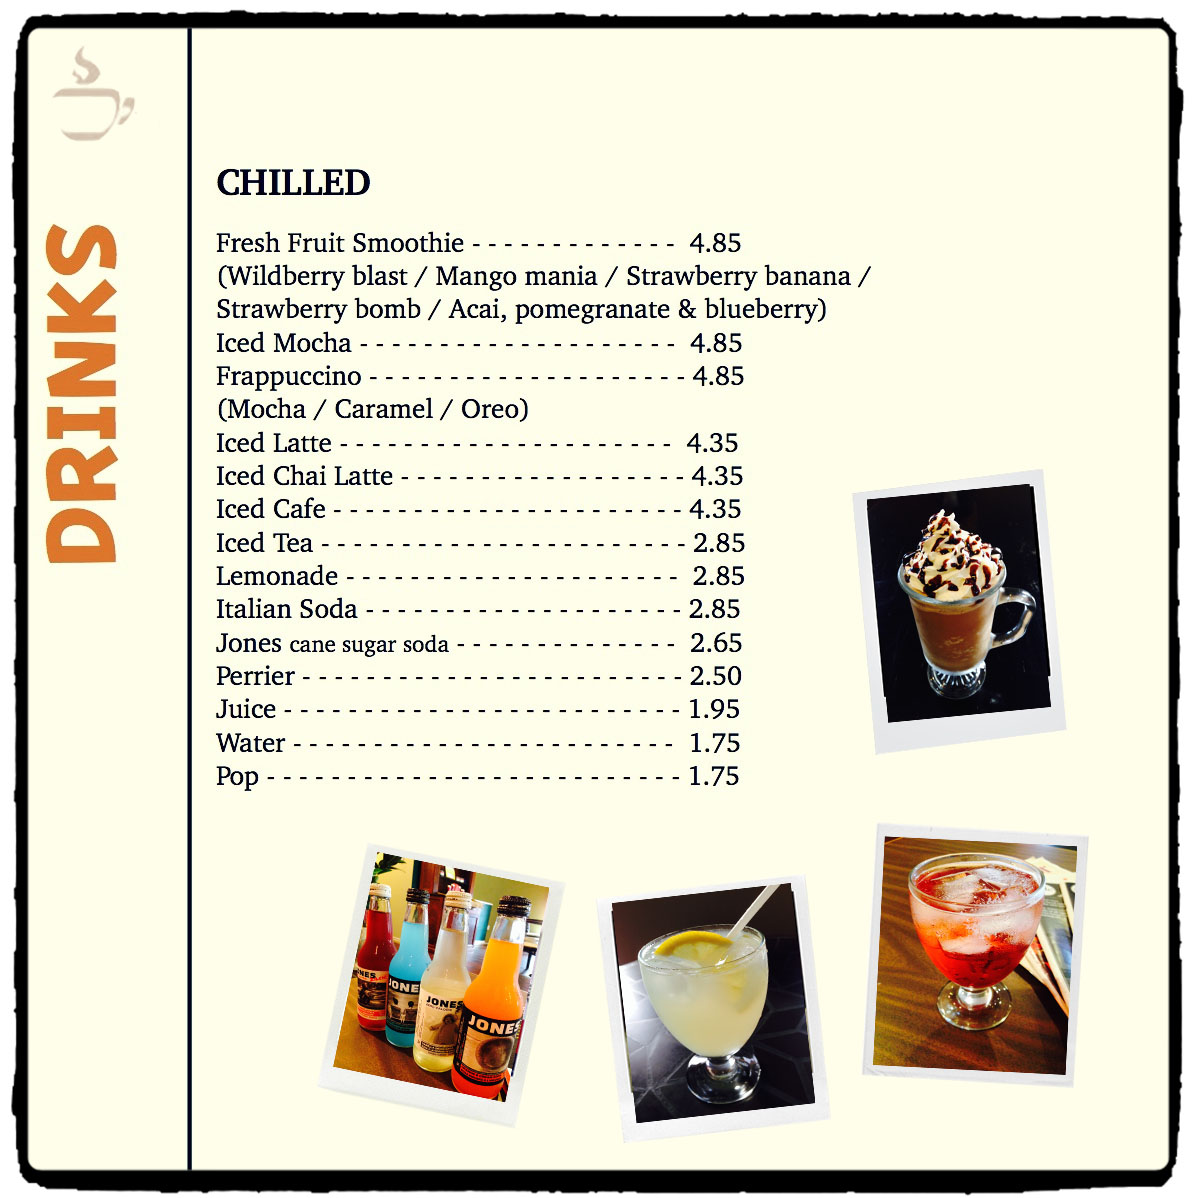 DRINKS
CHILLED
Fresh Fruit Smoothie - - - - - - - - - - - - - 4.85
(Wildberry blast / Mango mania / Strawberry banana /
Strawberry bomb / Acai, pomegranate & blueberry)
Iced Mocha - - - - - - - - - - - - - - - - - - - - 4.85
Frappuccino - - - - - - - - - - - - - - - - - - - - 4.85
(Mocha / Caramel / Oreo)
Iced Latte - - - - - - - - - - - - - - - - - - - - - 4.35
Iced Chai Latte - - - - - - - - - - - - - - - - - - 4.35
Iced Cafe - - - - - - - - - - - - - - - - - - - - - - 4.35
Iced Tea - - - - - - - - - - - - - - - - - - - - - - - 2.85
Lemonade - - - - - - - - - - - - - - - - - - - - - 2.85
Italian Soda - - - - - - - - - - - - - - - - - - - - 2.85
Jones cane sugar soda - - - - - - - - - - - - - - 2.65
Perrier - - - - - - - - - - - - - - - - - - - - - - - - 2.50
Juice - - - - - - - - - - - - - - - - - - - - - - - - - 1.95
Water - - - - - - - - - - - - - - - - - - - - - - - - 1.75
Pop - - - - - - - - - - - - - - - - - - - - - - - - - - 1.75
JONES
JONES
JONES
JONES